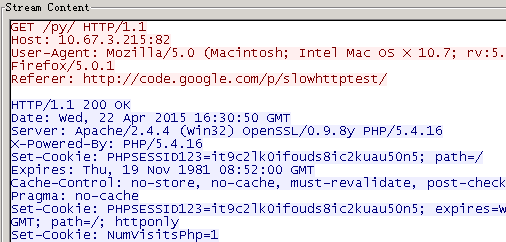 Stream Content
GET /py/ HTTP/1.1
Host: 10.67.3.215:82
User-Agent: Mozilla/5.0 (Macintosh; Intel Mac OS X 10.7; rv:5.
Firefox/5.0.1
Referer: http://code.google.com/p/slowhttptest/
HTTP/1.1 200 OK
Date: Wed, 22 Apr 2015 16:30:50 GMT
Server: Apache/2.4.4 (Win32) OpenSSL/0.9.8y PHP/5.4.16
X-Powered-By: PHP/5.4.16
Set-Cookie: PHPSESSID123=it9c2lk0ifouds8ic2kuau50n5; path=/
Expires: Thu, 19 Nov 1981 08:52:00 GMT
Cache-Control: no-store, no-cache, must-revalidate, post-check
Pragma: no-cache
Set-Cookie: PHPSESSID123=it9c2lk0ifouds8ic2kuau50n5; expires=w
GMT; path=/; httponly
Set-Cookie: NumVisitsPhp=1